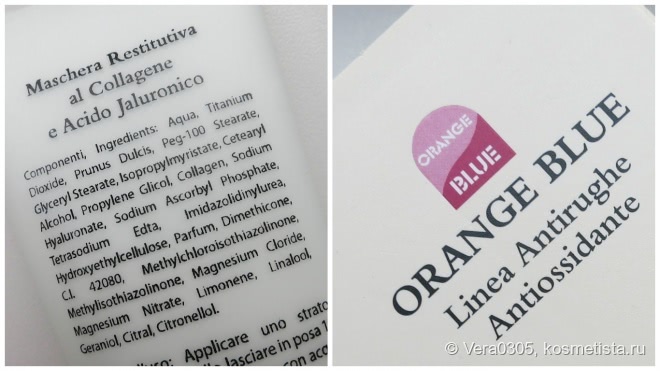 Maschera Restitutiva
al Collagene
e Acido Jaluronico
Componenti, Ingredients: Aqua, Titanium
Dioxide, Prunus Dulcis, Peg-100 Stearate,
Glyceryl Stearate, Isopropylmyristate, Cetearyl
Alcohol, Propylene Glicol, Collagen, Sodium
Hyaluronate, Sodium Ascorbyl Phosphate,
Tetrasodium Edta, Imidazolidinylurea,
Hydroxyethylcellulose, Parfum, Dimethicone,
C.I. 42080, Methylchloroisothiazolinone,
Methylisothiazolinone, Magnesium Cloride,
Magnesium Nitrate, Limonene, Linalool,
Geraniol, Citral, Citronellol.
Applicare uno strato
lasciare in posa
con
ORANGE
BLUE
ORANGE BLUE
Linea Antirughe
Antiossidante
© Vera0305, kosmetista.ru